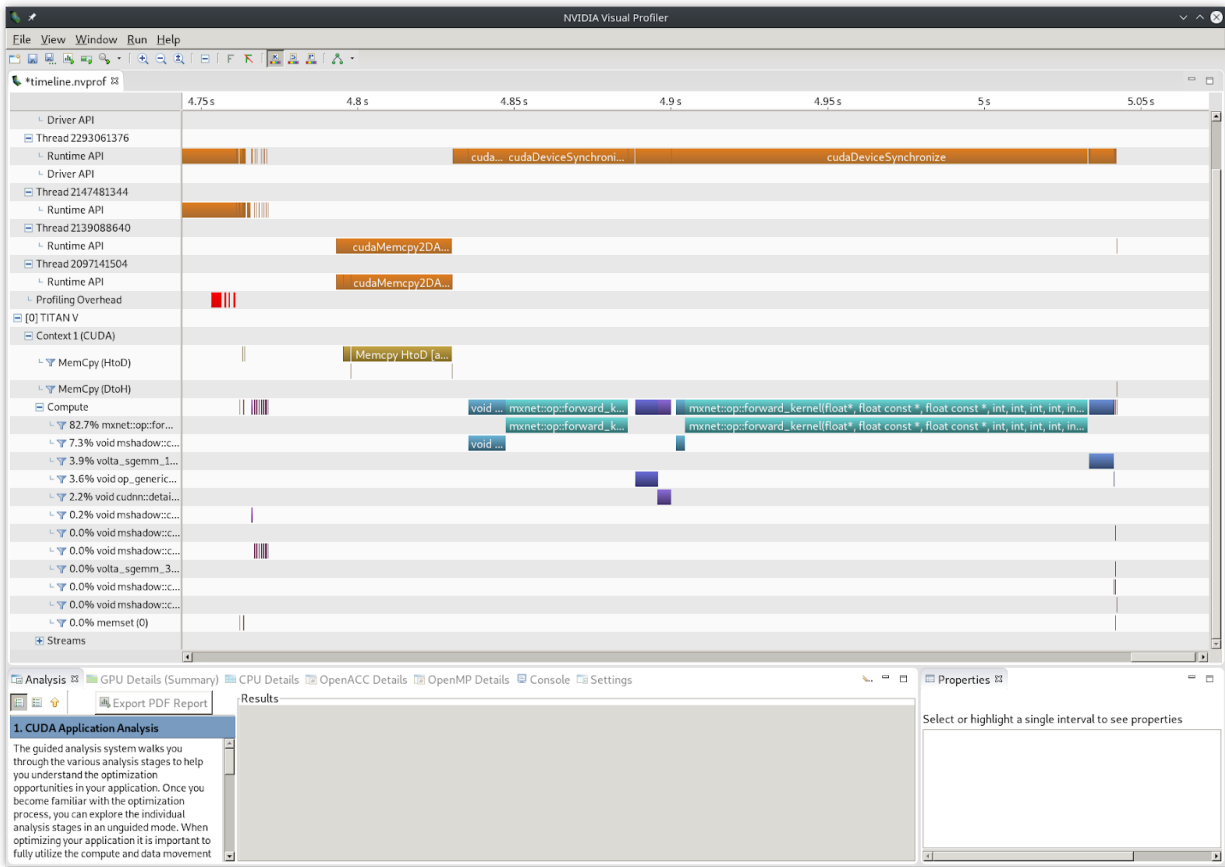 NVIDIA Visual Profiler
File View Window Run Help
*timeline.nvprof
4.75 s 4.8 s 4.85 s 4.9 s 4.95 s 5 s 5.05 s
Driver API
Thread 2293061376
Runtime API cuda... cudaDeviceSynchroni... cudaDeviceSynchronize
Driver API
Thread 2147481344
Runtime API
Thread 2139088640
Runtime API cudaMemcpy2DA...
Thread 2097141504
Runtime API cudaMemcpy2DA...
Profiling Overhead
[0] TITAN V
Context 1 (CUDA)
MemCpy (HtoD) Memcpy HtoD [a...
MemCpy (DtoH)
Compute void ... mxnet::op::forward_k... mxnet::op::forward_kernel(float*, float const *, float const *, int, int, int, int, in...
82.7% mxnet::op::for... mxnet::op::forward_k... mxnet::op::forward_kernel(float*, float const *, float const *, int, int, int, int, in...
7.3% void mshadow::c... void ...
3.9% volta_sgemm_1...
3.6% void op_generic...
2.2% void cudnn::detai...
0.2% void mshadow::c...
0.0% void mshadow::c...
0.0% void mshadow::c...
0.0% volta_sgemm_3...
0.0% void mshadow::c...
0.0% void mshadow::c...
0.0% memset (0)
Streams
Analysis GPU Details (Summary) CPU Details OpenACC Details OpenMP Details Console Settings
Properties
Export PDF Report
Results
Select or highlight a single interval to see properties
1. CUDA Application Analysis
The guided analysis system walks you
through the various analysis stages to help
you understand the optimization
opportunities in your application. Once you
become familiar with the optimization
process, you can explore the individual
analysis stages in an unguided mode. When
optimizing your application it is important to
fully utilize the compute and data movement